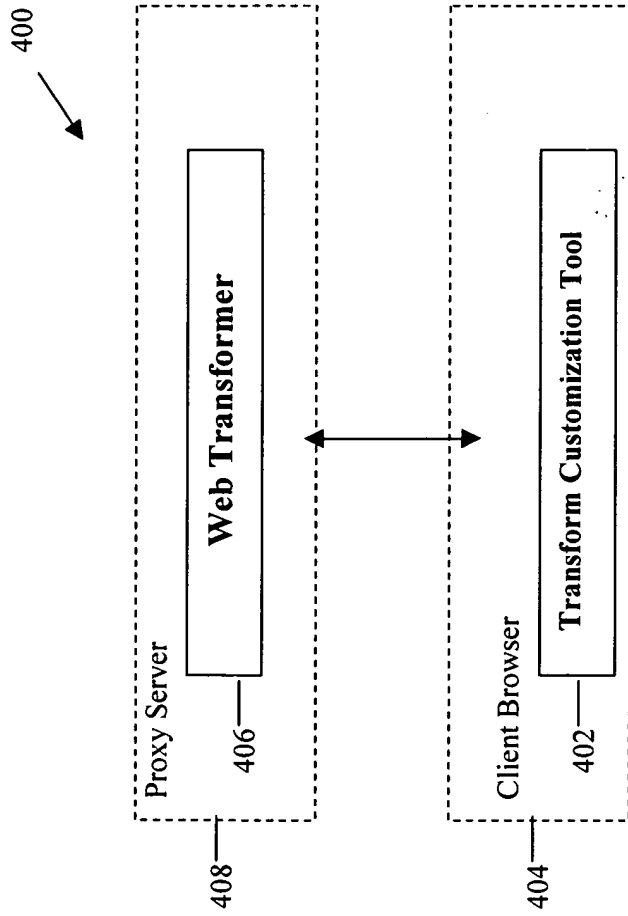 400
Proxy Server
Web Transformer
406
408
Client Browser
Transform Customization Tool
402
404